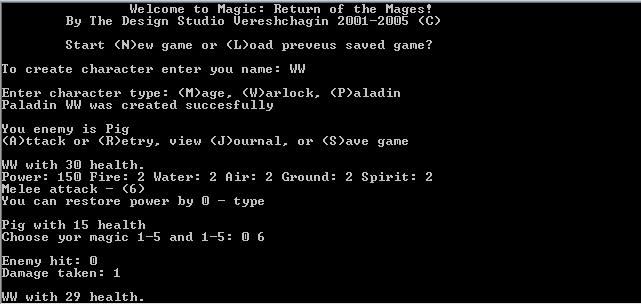 Welcome to Magic: Return of the Mages!
By The Design Studio Vereshchagin 2001-2005 (C)
Start (N)ew game or (L)oad preveus saved game?
To create character enter you name: WW
Enter character type: (M)age, (W)arlock, (P)aladin
Paladin WW was created succesfully
You enemy is Pig
(A)ttack or (R)etry, view (J)ournal, or (S)ave game
WW with 30 health.
Power: 150 Fire: 2 Water: 2 Air: 2 Ground: 2 Spirit: 2
Melee attack - (6)
You can restore power by 0 - type
Pig with 15 health
Choose yor magic 1-5 and 1-5: 0 6
Enemy hit: 0
Damage taken: 1
WW with 29 health.